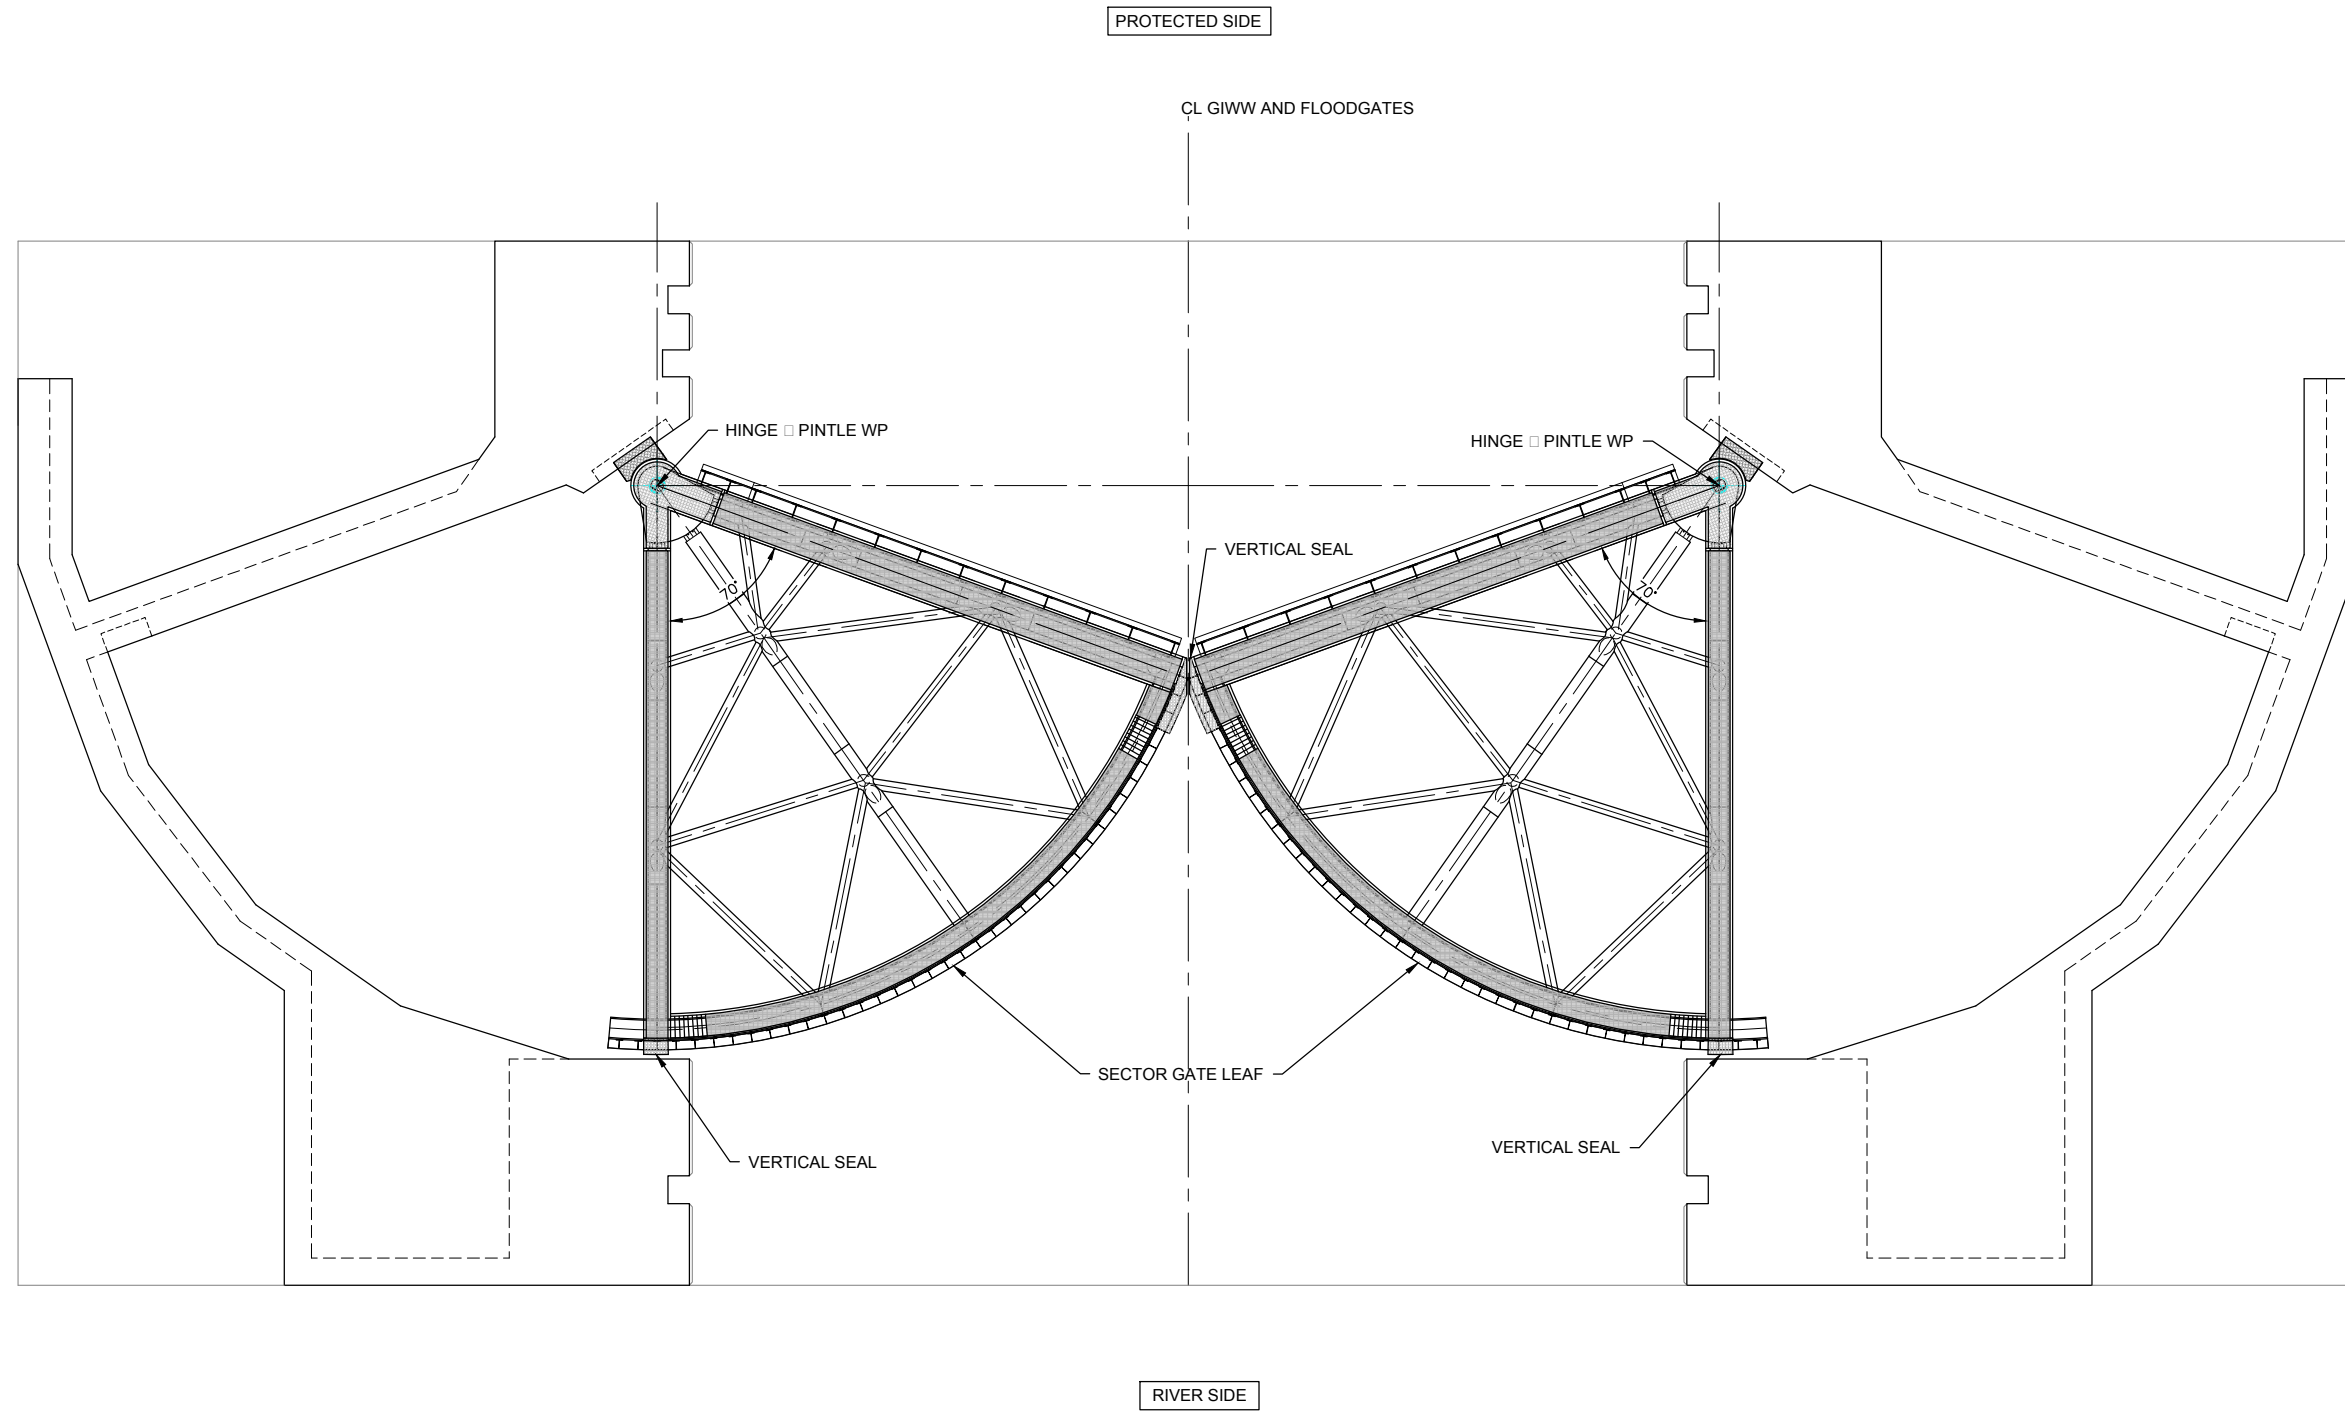 PROTECTED SIDE
CL GIWW AND FLOODGATES
HINGE □ PINTLE WP
HINGE □ PINTLE WP
VERTICAL SEAL
70°
70°
SECTOR GATE LEAF
VERTICAL SEAL
VERTICAL SEAL
RIVER SIDE